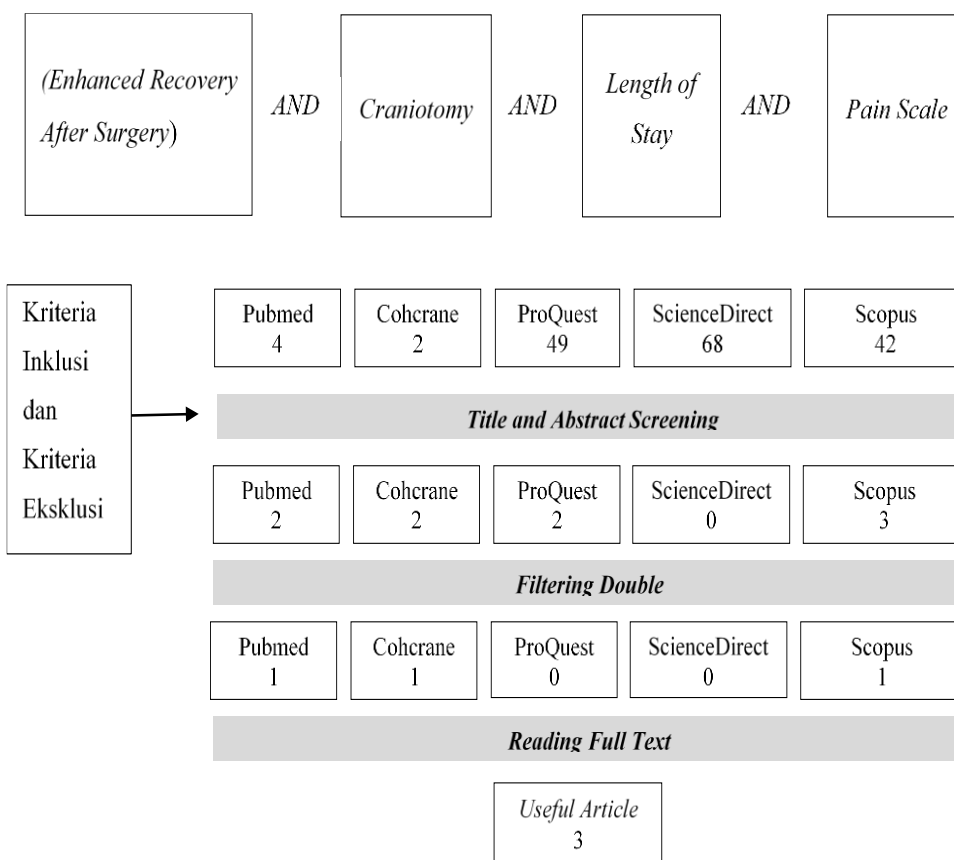 (Enhanced Recovery
After Surgery)
AND
Craniotomy
AND
Length of
Stay
AND
Pain Scale
Kriteria
Inklusi
dan
Kriteria
Eksklusi
Pubmed
4
Cohcrane
2
ProQuest
49
ScienceDirect
68
Scopus
42
Title and Abstract Screening
Pubmed
2
Cohcrane
2
ProQuest
2
ScienceDirect
0
Scopus
3
Filtering Double
Pubmed
1
Cohcrane
1
ProQuest
0
ScienceDirect
0
Scopus
1
Reading Full Text
Useful Article
3